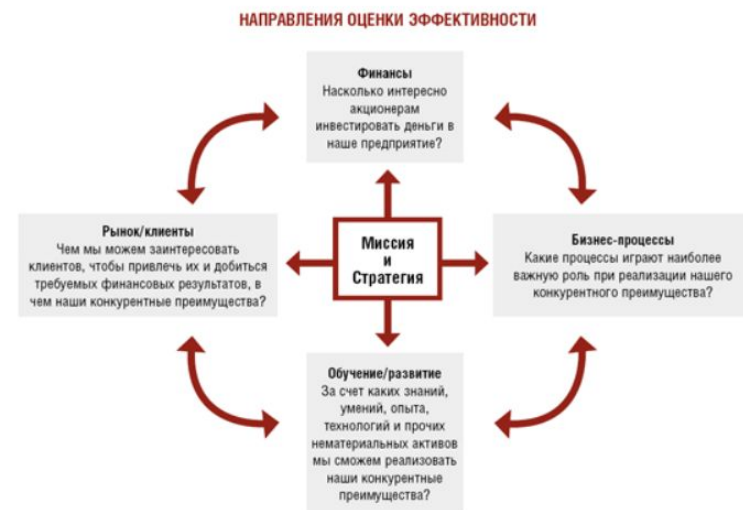 НАПРАВЛЕНИЯ ОЦЕНКИ ЭФФЕКТИВНОСТИ
Финансы
Насколько интересно
акционерам
инвестировать деньги в
наше предприятие?
Рынок/клиенты
Чем мы можем заинтересовать
клиентов, чтобы привлечь их и добиться
требуемых финансовых результатов, в
чем наши конкурентные преимущества?
Миссия
и
Стратегия
Бизнес-процессы
Какие процессы играют наиболее
важную роль при реализации нашего
конкурентного преимущества?
Обучение/развитие
За счет каких знаний,
умений, опыта,
технологий и прочих
нематериальных активов
мы сможем реализовать
наши конкурентные
преимущества?